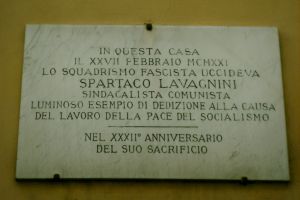 IN QUESTA CASA
IL XXVII FEBBRAIO MCMXXI
LO SQUADRISMO FASCISTA UCCIDEVA
SPARTACO LAVAGNINI
SINDACALISTA COMUNISTA
LUMINOSO ESEMPIO DI DEDIZIONE ALLA CAUSA
DEL LAVORO DELLA PACE DEL SOCIALISMO
NEL XXXII° ANNIVERSARIO
DEL SUO SACRIFICIO